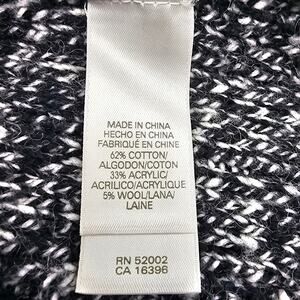 MADE IN CHINA
HECHO EN CHINA
FABRIQUÉ EN CHINE
62% COTTON/
ALGODON/COTON
33% ACRYLIC/
ACRILICO/ACRYLIQUE
5% WOOL/LANA/
LAINE
RN 52002
CA 16396